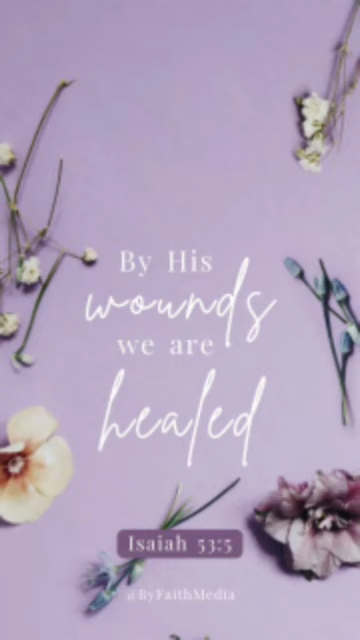 By His
wounds
we are
healed
Isaiah 53:5
@ByFaithMedia